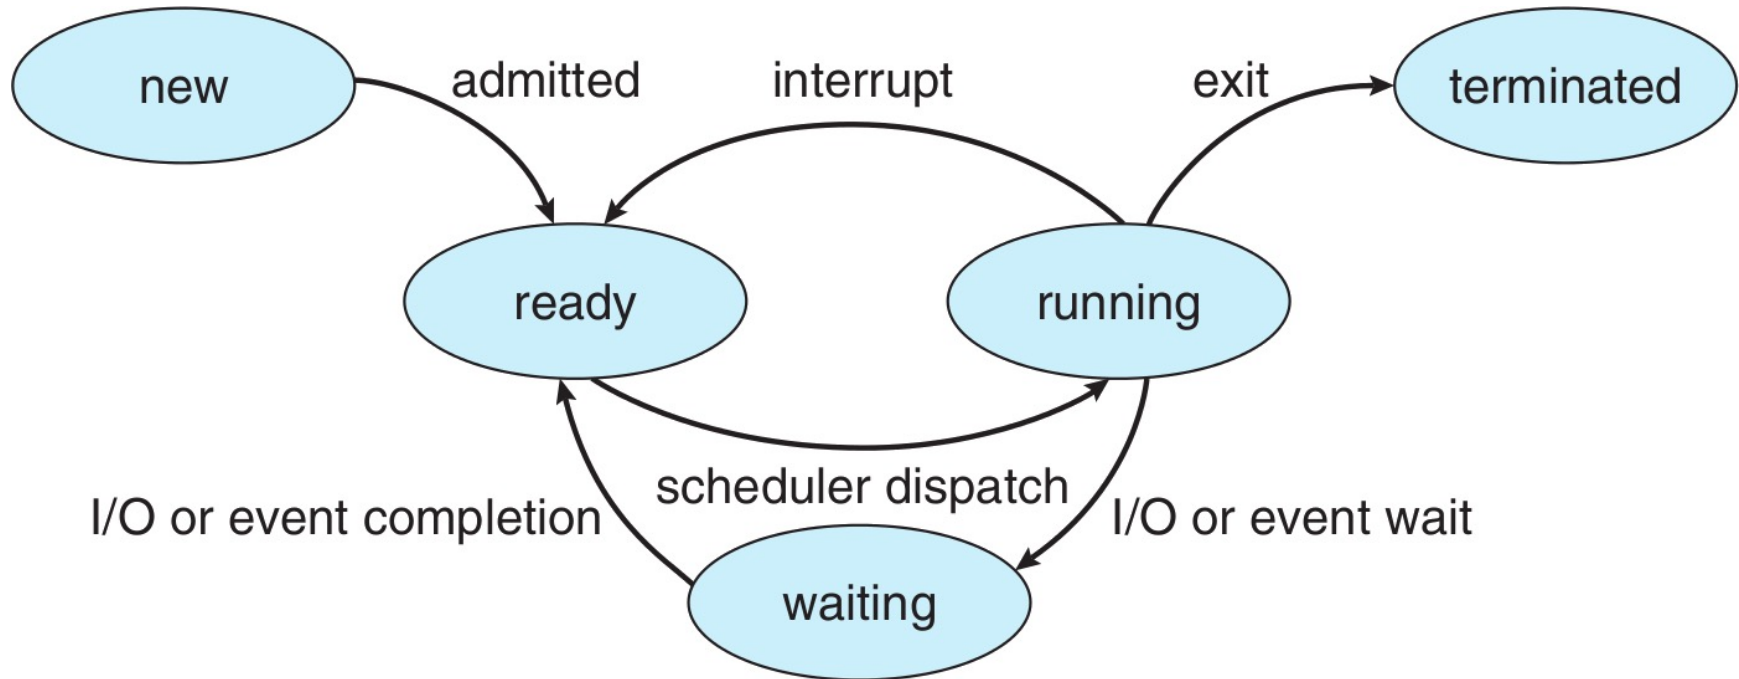 new
admitted
interrupt
exit
terminated
ready
running
scheduler dispatch
I/O or event completion
I/O or event wait
waiting